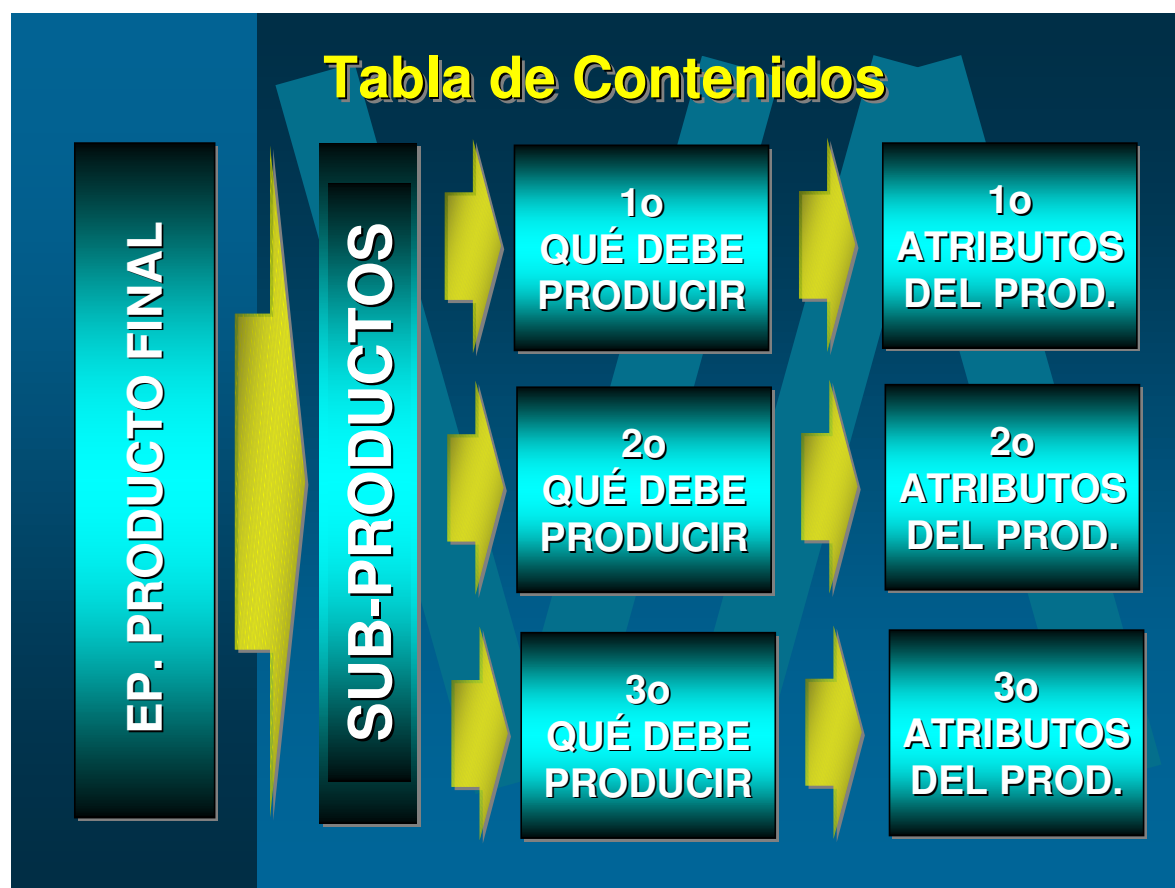 Tabla de Contenidos
EP. PRODUCTO FINAL
SUB-PRODUCTOS
1o
QUÉ DEBE
PRODUCIR
1o
ATRIBUTOS
DEL PROD.
2o
QUÉ DEBE
PRODUCIR
2o
ATRIBUTOS
DEL PROD.
3o
QUÉ DEBE
PRODUCIR
3o
ATRIBUTOS
DEL PROD.